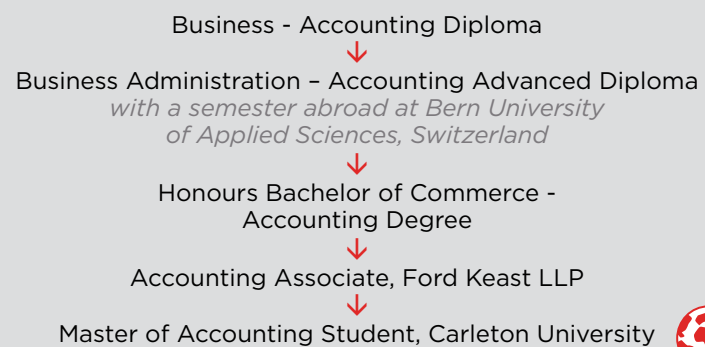 Business - Accounting Diploma
Business Administration – Accounting Advanced Diploma
with a semester abroad at Bern University
of Applied Sciences, Switzerland
Honours Bachelor of Commerce -
Accounting Degree
Accounting Associate, Ford Keast LLP
Master of Accounting Student, Carleton University